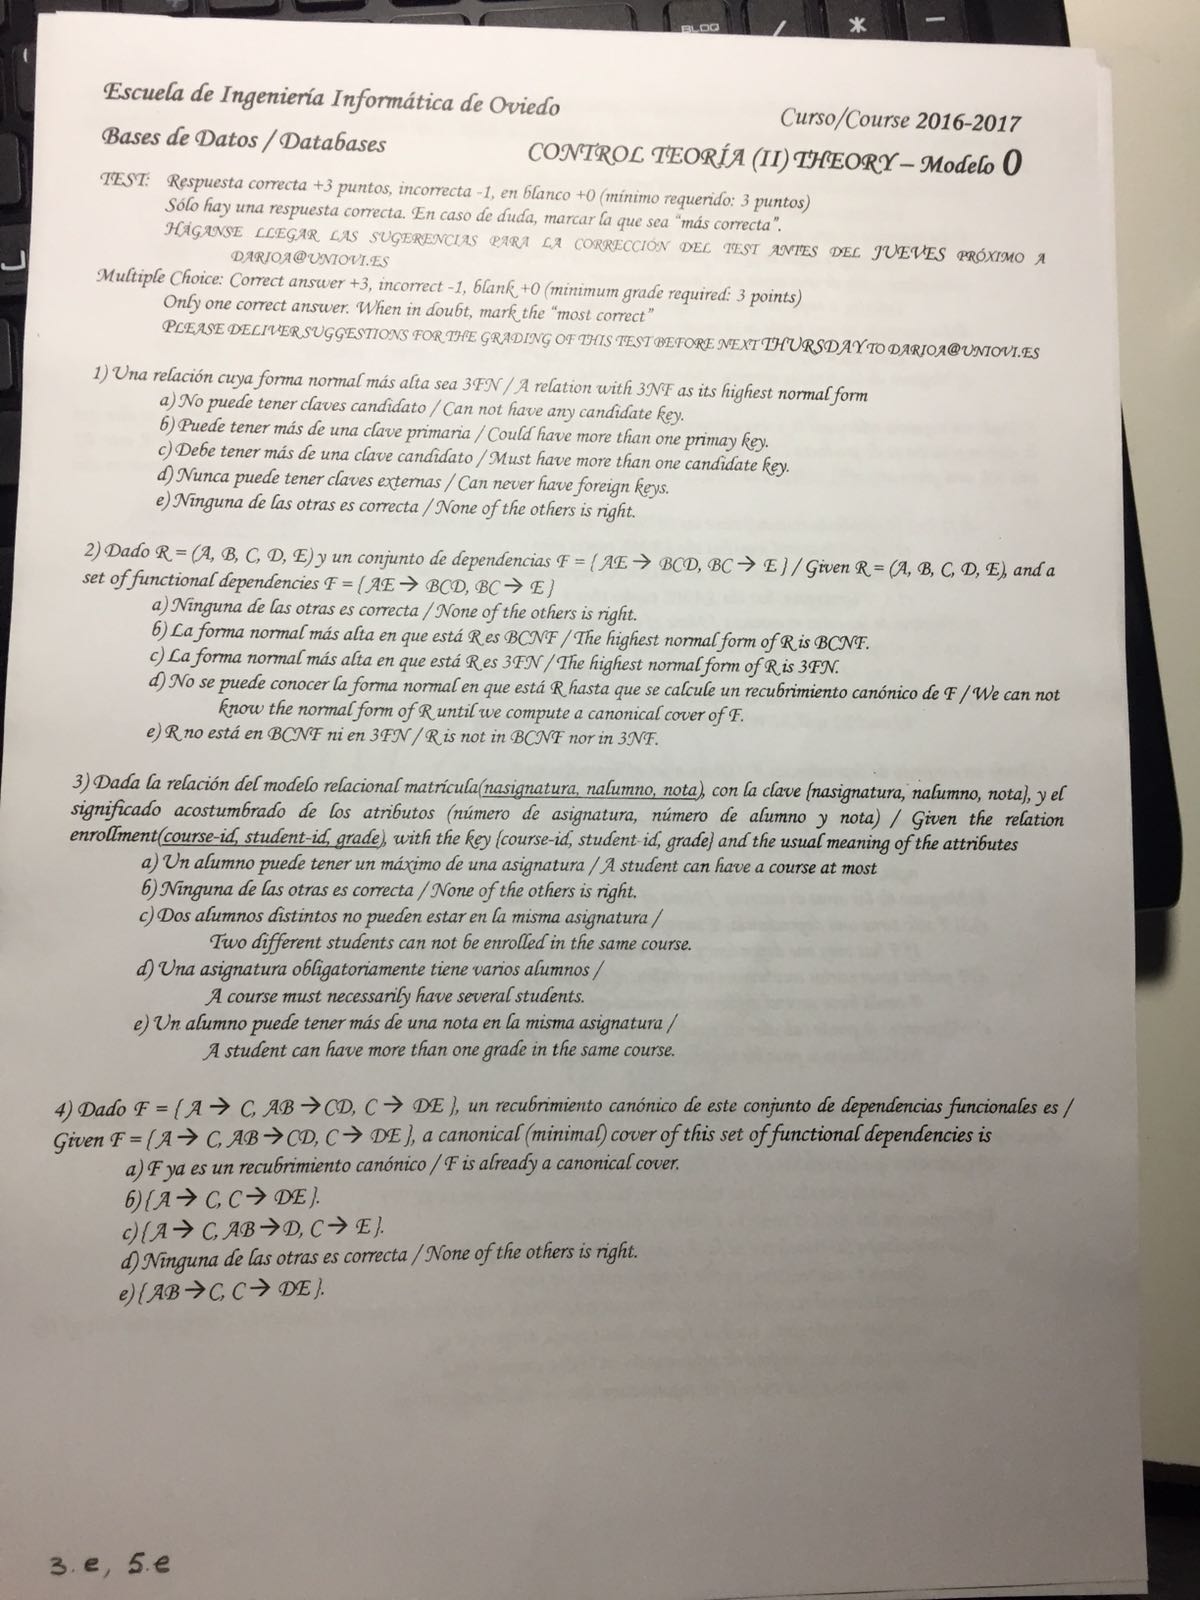 BLOQ / * −
Escuela de Ingeniería Informática de Oviedo
Curso/Course 2016-2017
Bases de Datos / Databases
CONTROL TEORÍA (II) THEORY – Modelo 0
TEST: Respuesta correcta +3 puntos, incorrecta -1, en blanco +0 (mínimo requerido: 3 puntos)
Sólo hay una respuesta correcta. En caso de duda, marcar la que sea “más correcta”.
HÁGANSE LLEGAR LAS SUGERENCIAS PARA LA CORRECCIÓN DEL TEST ANTES DEL JUEVES PRÓXIMO A
DARIOA@UNIOVI.ES
Multiple Choice: Correct answer +3, incorrect -1, blank +0 (minimum grade required: 3 points)
Only one correct answer. When in doubt, mark the “most correct”
PLEASE DELIVER SUGGESTIONS FOR THE GRADING OF THIS TEST BEFORE NEXT THURSDAY TO DARIOA@UNIOVI.ES
1) Una relación cuya forma normal más alta sea 3FN / A relation with 3NF as its highest normal form
a) No puede tener claves candidato / Can not have any candidate key.
b) Puede tener más de una clave primaria / Could have more than one primay key.
c) Debe tener más de una clave candidato / Must have more than one candidate key.
d) Nunca puede tener claves externas / Can never have foreign keys.
e) Ninguna de las otras es correcta / None of the others is right.
2) Dado R = (A, B, C, D, E) y un conjunto de dependencias F = { AE → BCD, BC → E } / Given R = (A, B, C, D, E), and a
set of functional dependencies F = { AE → BCD, BC → E }
a) Ninguna de las otras es correcta / None of the others is right.
b) La forma normal más alta en que está R es BCNF / The highest normal form of R is BCNF.
c) La forma normal más alta en que está R es 3FN / The highest normal form of R is 3FN.
d) No se puede conocer la forma normal en que está R hasta que se calcule un recubrimiento canónico de F / We can not
know the normal form of R until we compute a canonical cover of F.
e) R no está en BCNF ni en 3FN / R is not in BCNF nor in 3NF.
3) Dada la relación del modelo relacional matrícula(nasignatura, nalumno, nota), con la clave {nasignatura, nalumno, nota}, y el
significado acostumbrado de los atributos (número de asignatura, número de alumno y nota) / Given the relation
enrollment(course-id, student-id, grade), with the key {course-id, student-id, grade} and the usual meaning of the attributes
a) Un alumno puede tener un máximo de una asignatura / A student can have a course at most
b) Ninguna de las otras es correcta / None of the others is right.
c) Dos alumnos distintos no pueden estar en la misma asignatura /
Two different students can not be enrolled in the same course.
d) Una asignatura obligatoriamente tiene varios alumnos /
A course must necessarily have several students.
e) Un alumno puede tener más de una nota en la misma asignatura /
A student can have more than one grade in the same course.
4) Dado F = { A → C, AB → CD, C → DE }, un recubrimiento canónico de este conjunto de dependencias funcionales es /
Given F = { A → C, AB → CD, C → DE }, a canonical (minimal) cover of this set of functional dependencies is
a) F ya es un recubrimiento canónico / F is already a canonical cover.
b) { A → C, C → DE }.
c) { A → C, AB → D, C → E }.
d) Ninguna de las otras es correcta / None of the others is right.
e) { AB → C, C → DE }.
3.e, 5.e